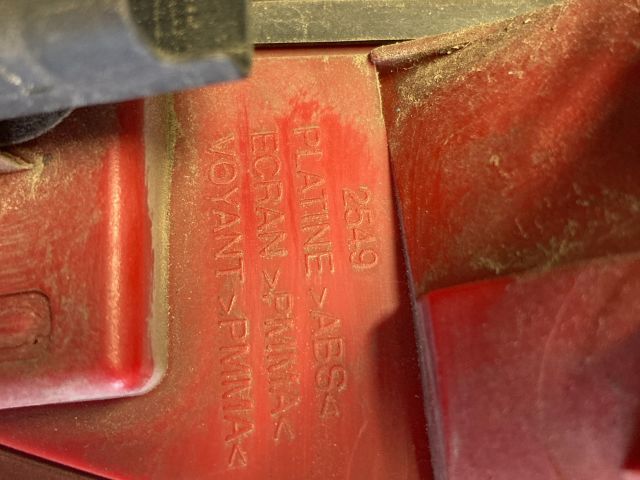 2549
PLATINE >ABS<
ECRAN >PMMA<
VOYANT >PMMA<